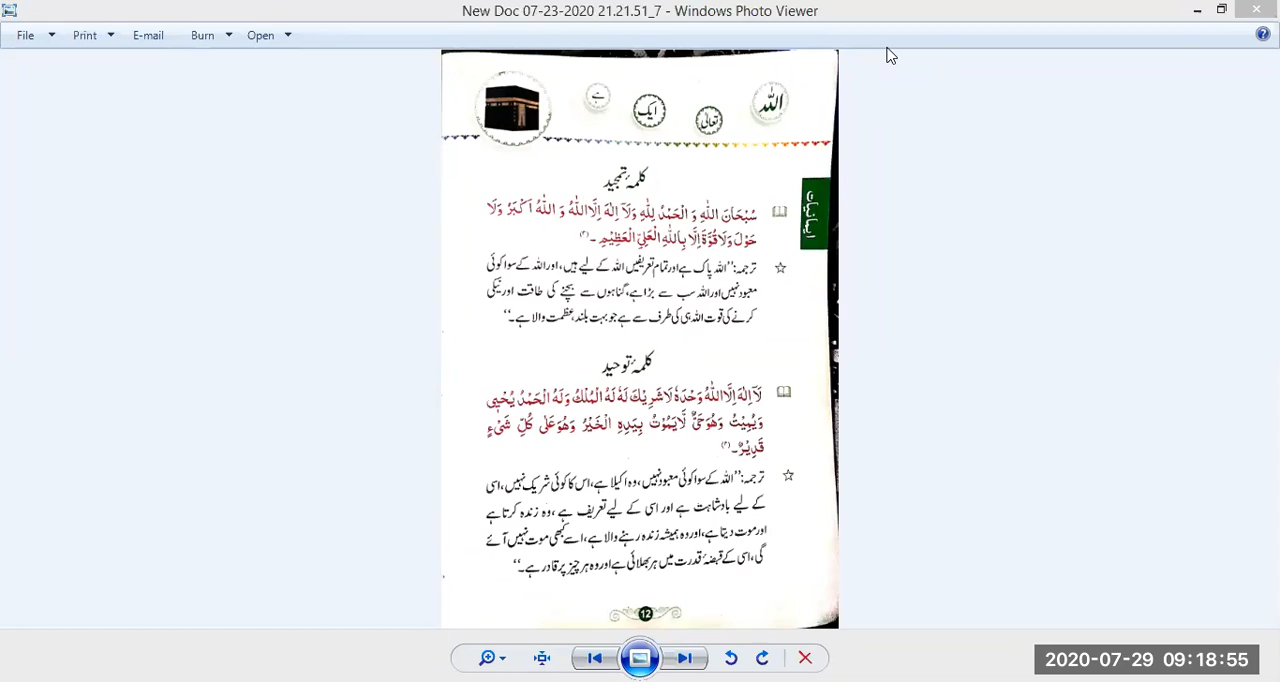 New Doc 07-23-2020 21.21.51_7 - Windows Photo Viewer
File Print E-mail Burn Open
اللہ تعالیٰ ایک ہے
ایمانیات
کلمۂ تمجید
سُبْحَانَ اللّٰهِ وَ الْحَمْدُ لِلّٰهِ وَلَآ اِلٰهَ اِلَّا اللّٰهُ وَ اللّٰهُ اَكْبَرُ وَلَا
حَوْلَ وَلَا قُوَّةَ اِلَّا بِاللّٰهِ الْعَلِيِّ الْعَظِيْمِ ۔(۳)
ترجمہ: ’’اللہ پاک ہے اور تمام تعریفیں اللہ کے لیے ہیں، اور اللہ کے سوا کوئی
معبود نہیں اور اللہ سب سے بڑا ہے، گناہوں سے بچنے کی طاقت اور نیکی
کرنے کی قوت اللہ ہی کی طرف سے ہے جو بہت بلند، عظمت والا ہے۔‘‘
کلمۂ توحید
لَآ اِلٰهَ اِلَّا اللّٰهُ وَحْدَهٗ لَا شَرِيْكَ لَهٗ لَهُ الْمُلْكُ وَلَهُ الْحَمْدُ يُحْيٖى
وَيُمِيْتُ وَهُوَ حَيٌّ لَّا يَمُوْتُ بِيَدِهِ الْخَيْرُ وَهُوَ عَلٰى كُلِّ شَيْءٍ
قَدِيْرٌ ۔(۴)
ترجمہ: ’’اللہ کے سوا کوئی معبود نہیں، وہ اکیلا ہے، اس کا کوئی شریک نہیں، اسی
کے لیے بادشاہت ہے اور اسی کے لیے تعریف ہے، وہ زندہ کرتا ہے
اور موت دیتا ہے، اور وہ ہمیشہ زندہ رہنے والا ہے، اسے کبھی موت نہیں آئے
گی، اسی کے قبضۂ قدرت میں ہر بھلائی ہے اور وہ ہر چیز پر قادر ہے۔‘‘
12
2020-07-29 09:18:55